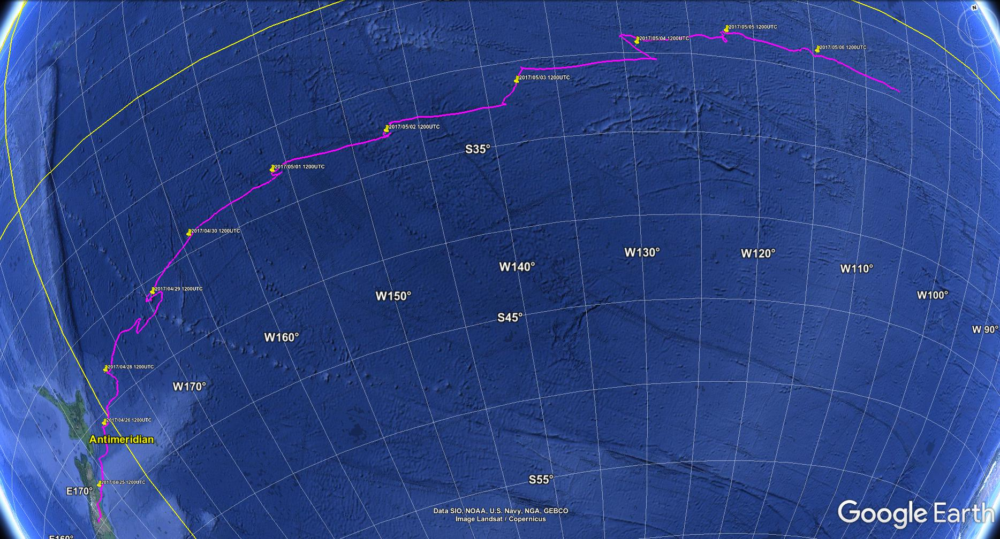 N
2017/05/05 1200UTC
2017/05/04 1200UTC
2017/05/06 1200UTC
2017/05/03 1200UTC
2017/05/02 1200UTC
S35°
2017/05/01 1200UTC
2017/04/30 1200UTC
W130°
W120°
W140°
W110°
2017/04/29 1200UTC
W150°
W100°
S45°
W 90°
W160°
2017/04/28 1200UTC
W170°
2017/04/26 1200UTC
Antimeridian
S55°
2017/04/25 1200UTC
E170°
Data SIO, NOAA, U.S. Navy, NGA, GEBCO
Image Landsat / Copernicus
Google Earth
E160°